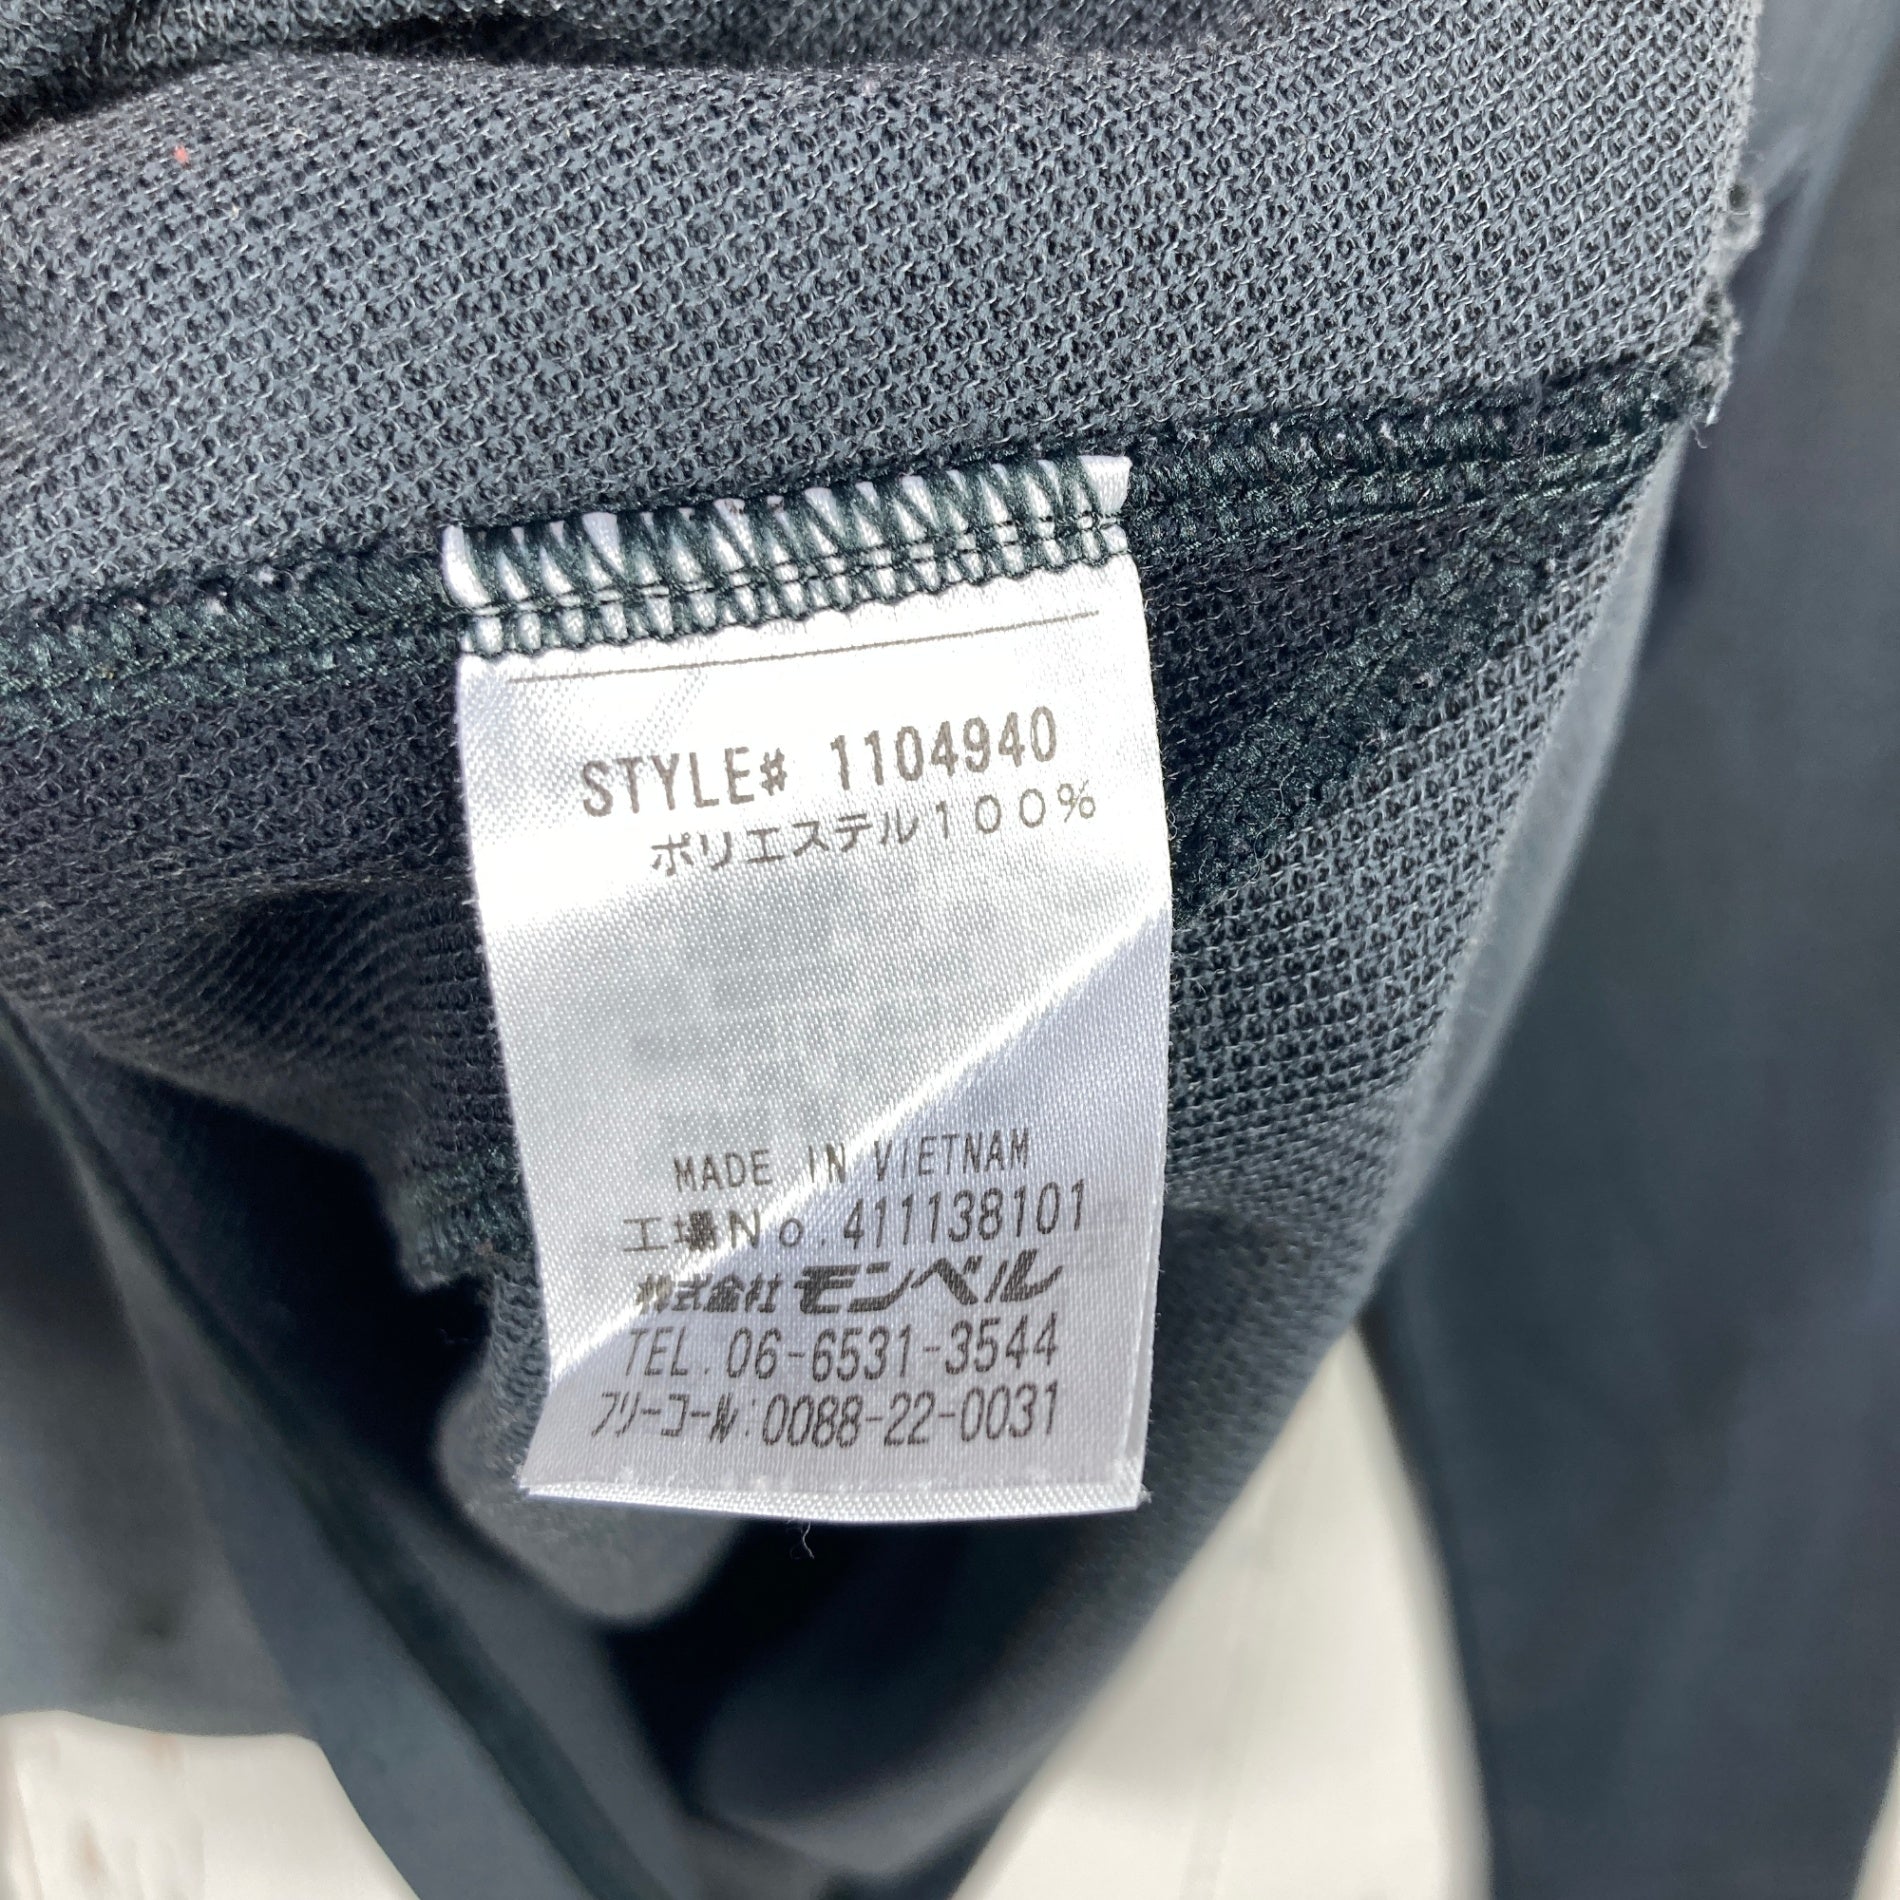 STYLE# 1104940
ポリエステル100%
MADE IN VIETNAM
工場No.411138101
株式会社モンベル
TEL.06-6531-3544
フリーコール:0088-22-0031